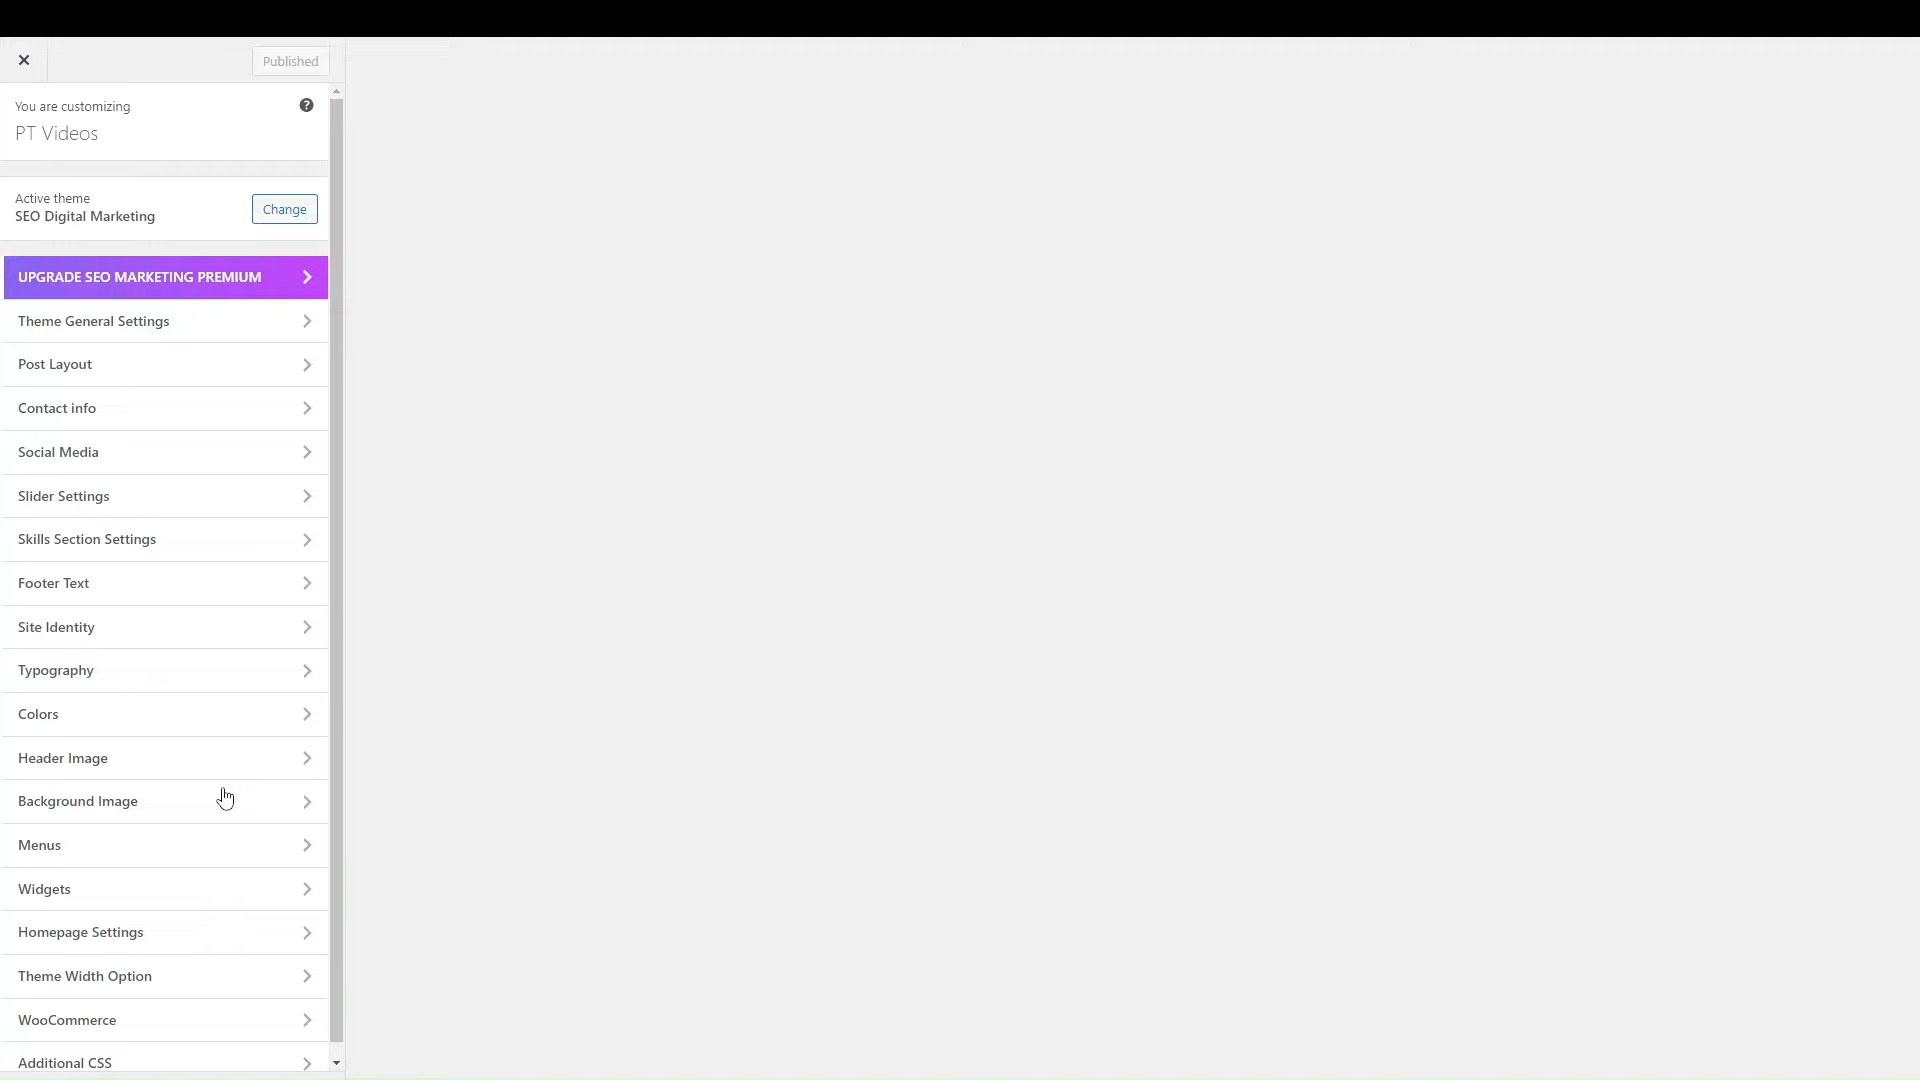 Published
You are customizing
PT Videos
Active theme
SEO Digital Marketing
Change
UPGRADE SEO MARKETING PREMIUM
Theme General Settings
Post Layout
Contact info
Social Media
Slider Settings
Skills Section Settings
Footer Text
Site Identity
Typography
Colors
Header Image
Background Image
Menus
Widgets
Homepage Settings
Theme Width Option
WooCommerce
Additional CSS